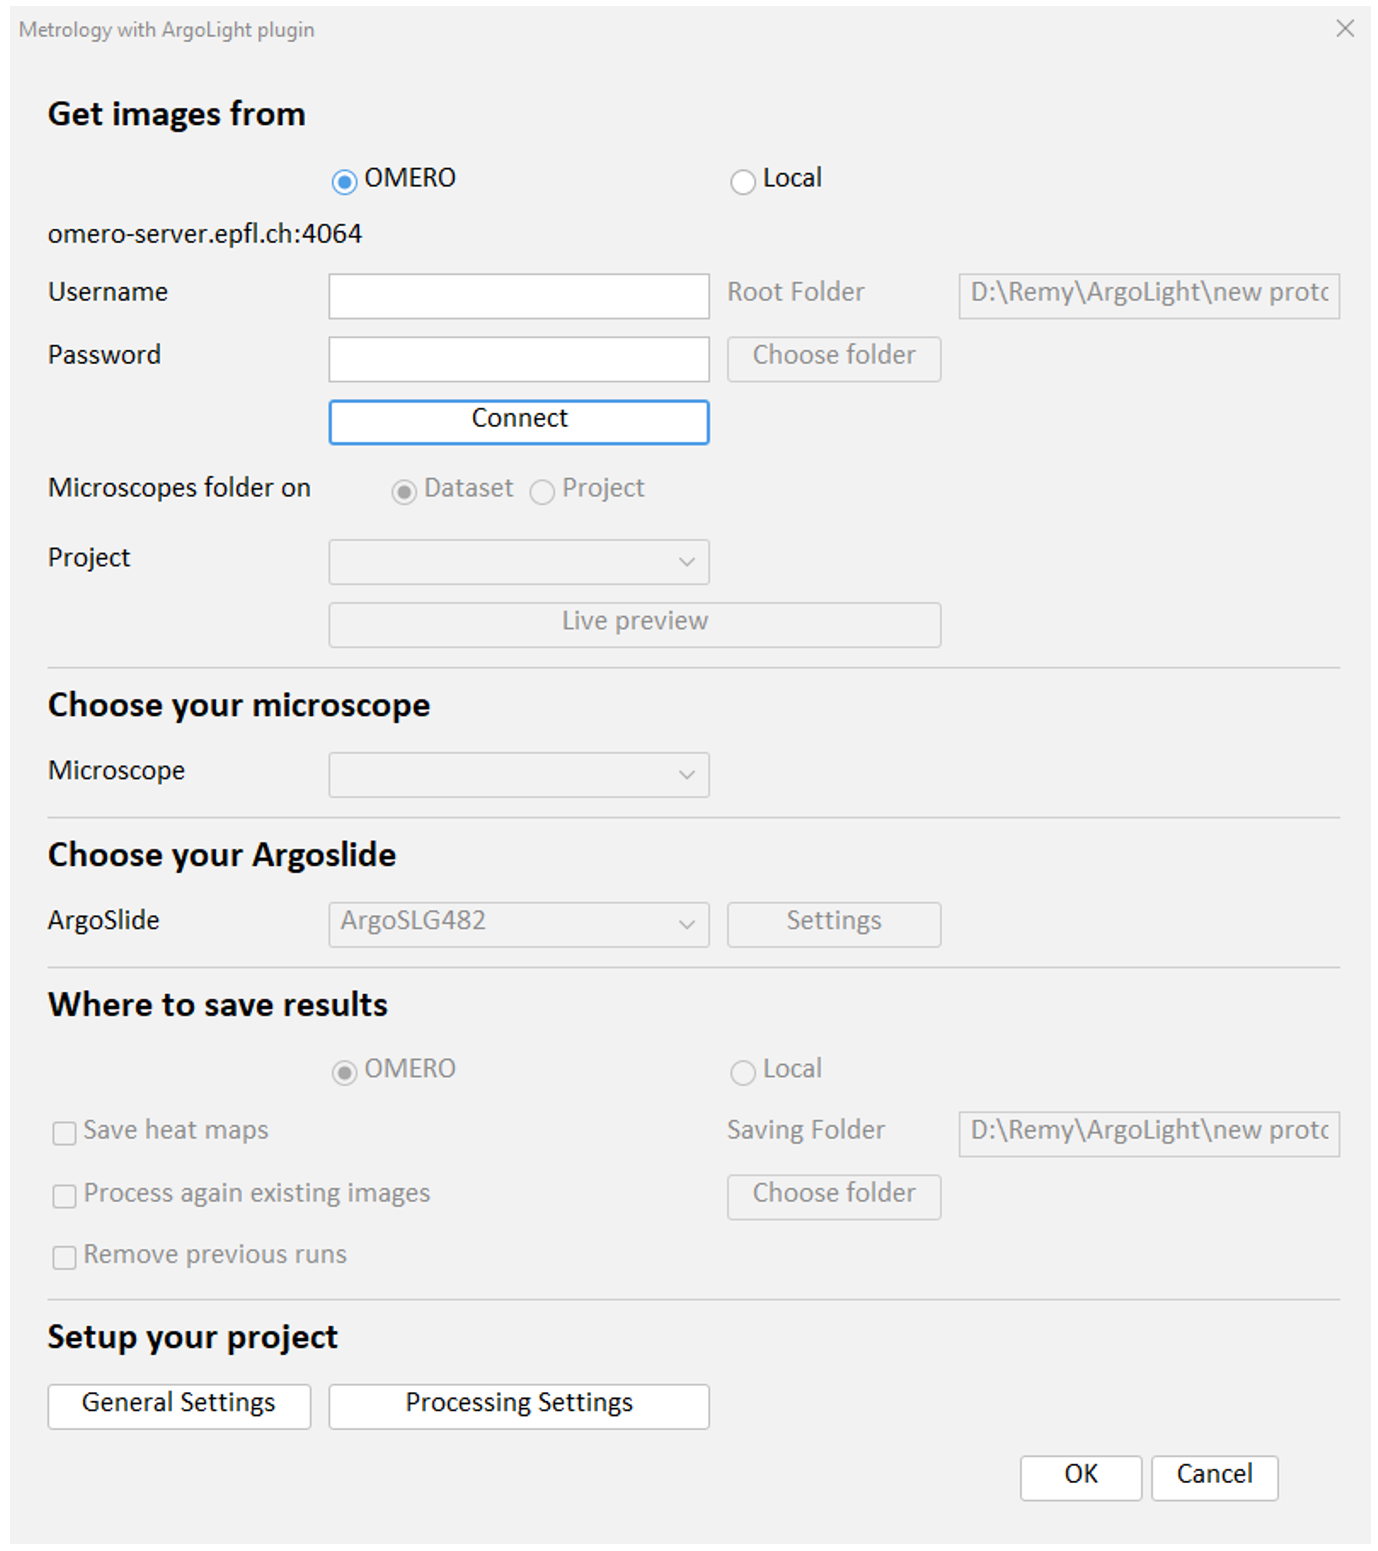 Metrology with ArgoLight plugin
Get images from
OMERO Local
omero-server.epfl.ch:4064
Username Root Folder D:\Remy\ArgoLight\new proto
Password Choose folder
Connect
Microscopes folder on Dataset Project
Project
Live preview
Choose your microscope
Microscope
Choose your Argoslide
ArgoSlide ArgoSLG482 Settings
Where to save results
OMERO Local
Save heat maps Saving Folder D:\Remy\ArgoLight\new proto
Process again existing images Choose folder
Remove previous runs
Setup your project
General Settings Processing Settings
OK Cancel